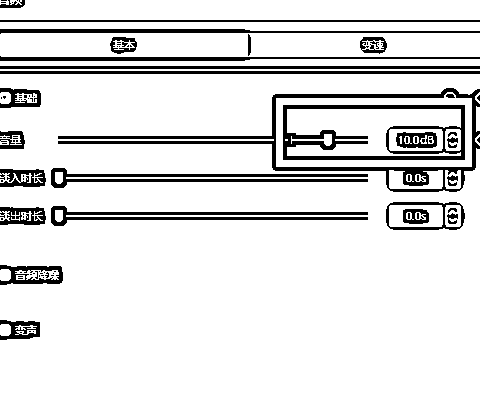 音频
基本 变速
基础
音量 10.0dB
淡入时长 0.0s
淡出时长 0.0s
音频降噪
变声